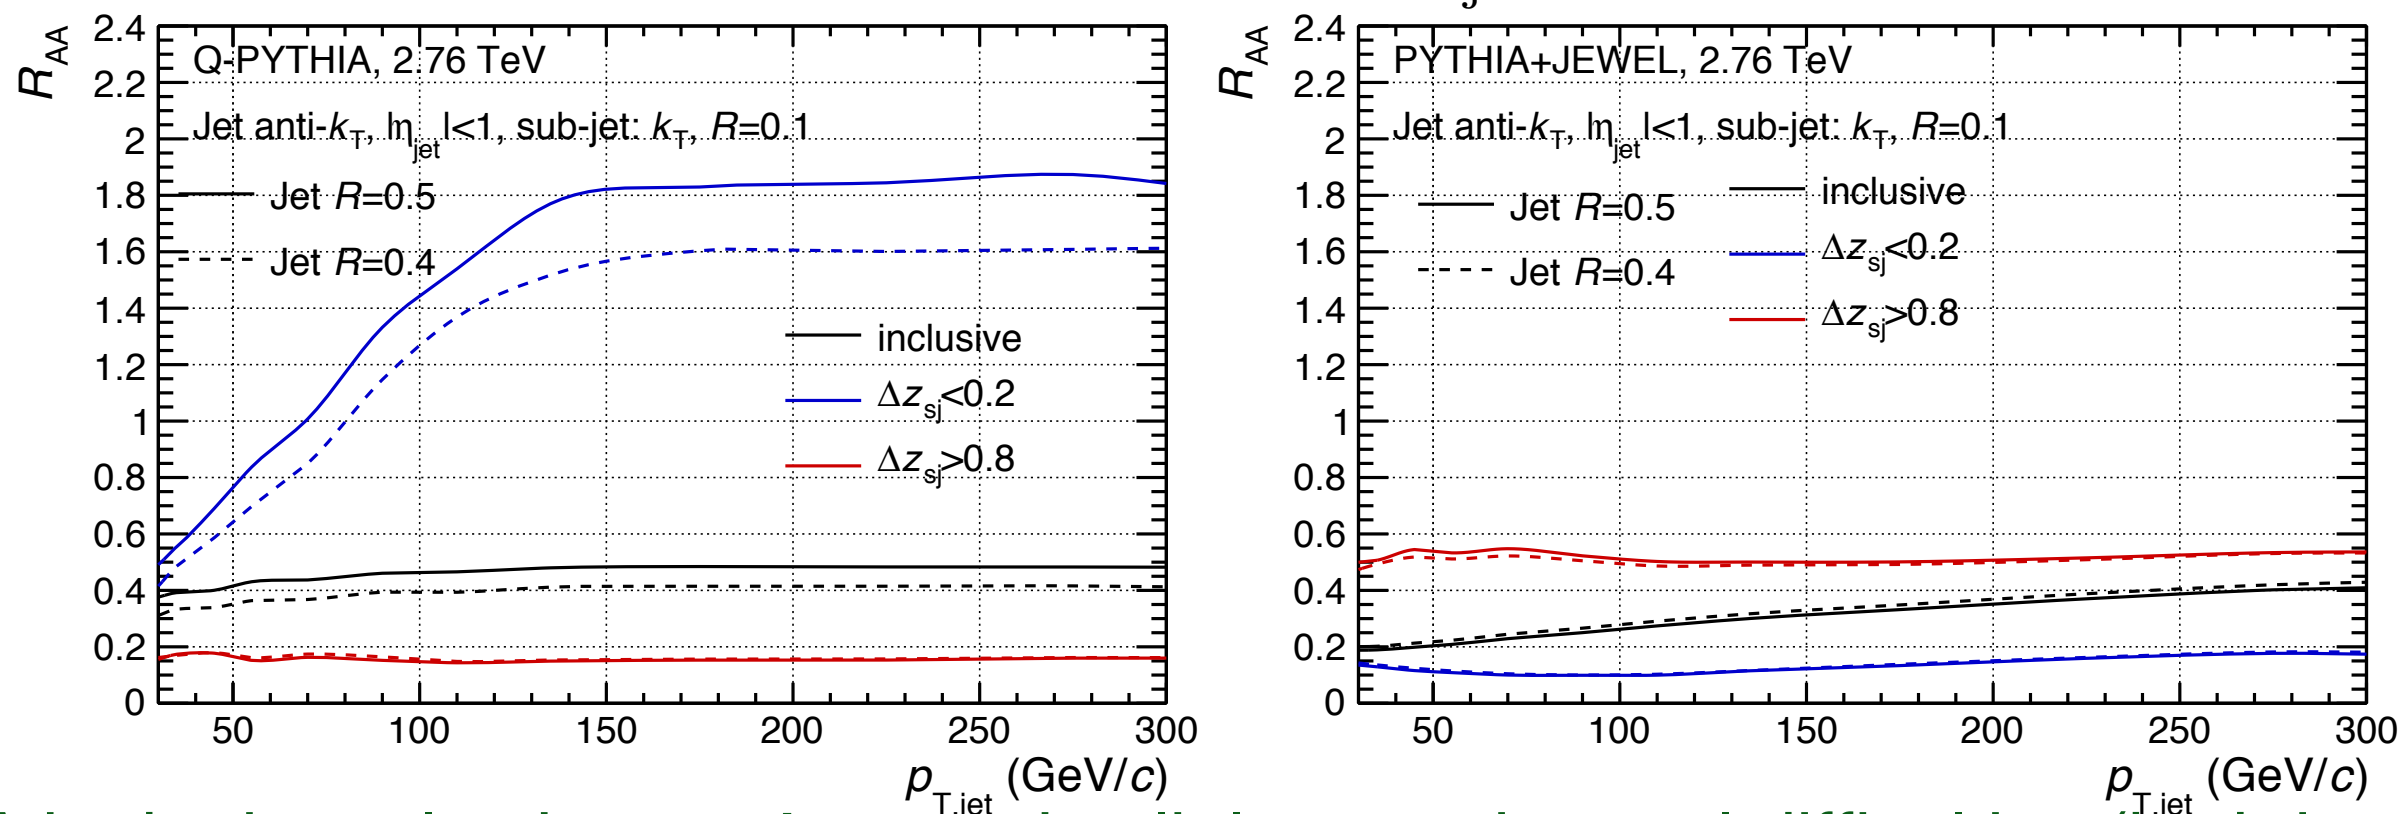 R_AA
2.4
2.2
2
1.8
1.6
1.4
1.2
1
0.8
0.6
0.4
0.2
0
Q-PYTHIA, 2.76 TeV
Jet anti-k_T, |η_jet|<1, sub-jet: k_T, R=0.1
Jet R=0.5
Jet R=0.4
inclusive
Δz_sj<0.2
Δz_sj>0.8
50 100 150 200 250 300
p_T,jet (GeV/c)
R_AA
2.4
2.2
2
1.8
1.6
1.4
1.2
1
0.8
0.6
0.4
0.2
0
PYTHIA+JEWEL, 2.76 TeV
Jet anti-k_T, |η_jet|<1, sub-jet: k_T, R=0.1
Jet R=0.5
Jet R=0.4
inclusive
Δz_sj<0.2
Δz_sj>0.8
50 100 150 200 250 300
p_T,jet (GeV/c)